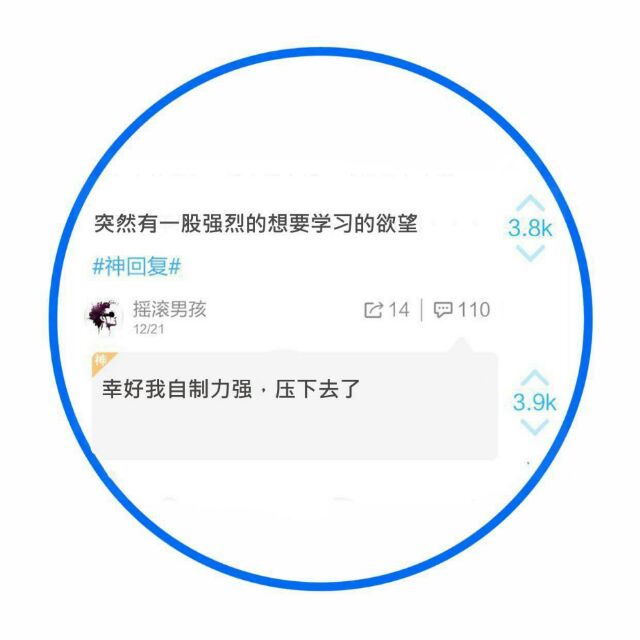 突然有一股强烈的想要学习的欲望
3.8k
#神回复#
摇滚男孩
12/21
14
110
神
幸好我自制力强，压下去了
3.9k